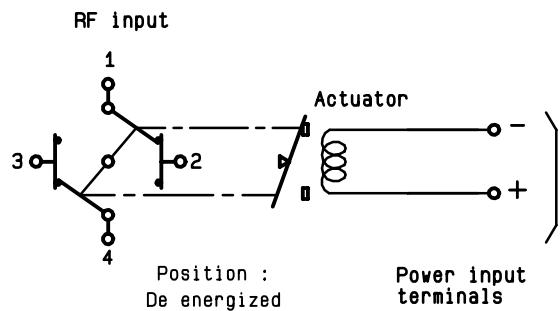 RF input
1
Actuator
-
3
2
+
4
Position :
De energized
Power input
terminals